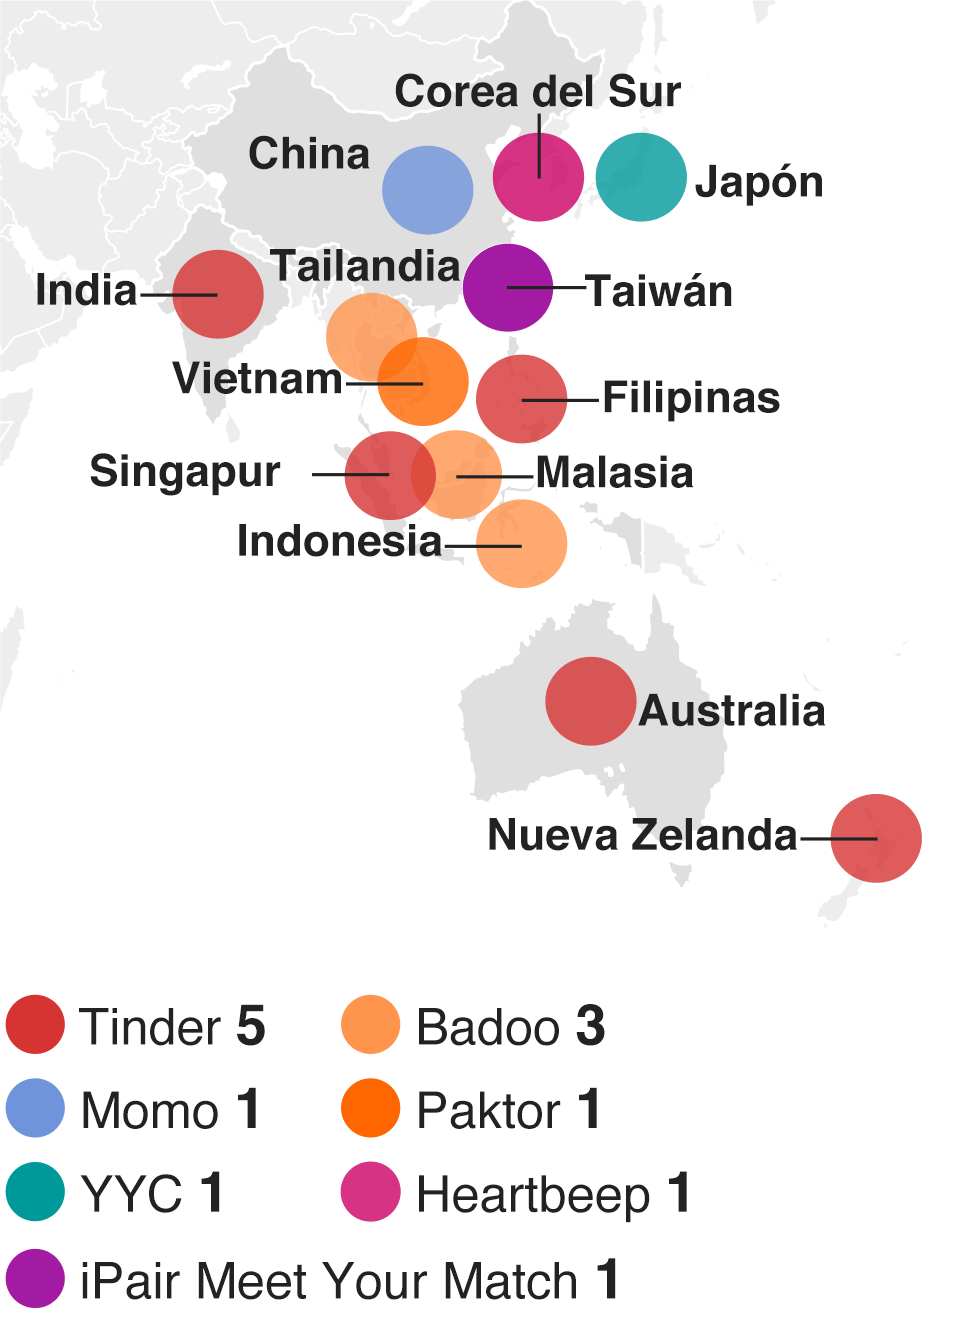 Corea del Sur
China
Japón
Tailandia
India
Taiwán
Vietnam
Filipinas
Singapur
Malasia
Indonesia
Australia
Nueva Zelanda
Tinder 5
Badoo 3
Momo 1
Paktor 1
YYC 1
Heartbeep 1
iPair Meet Your Match 1